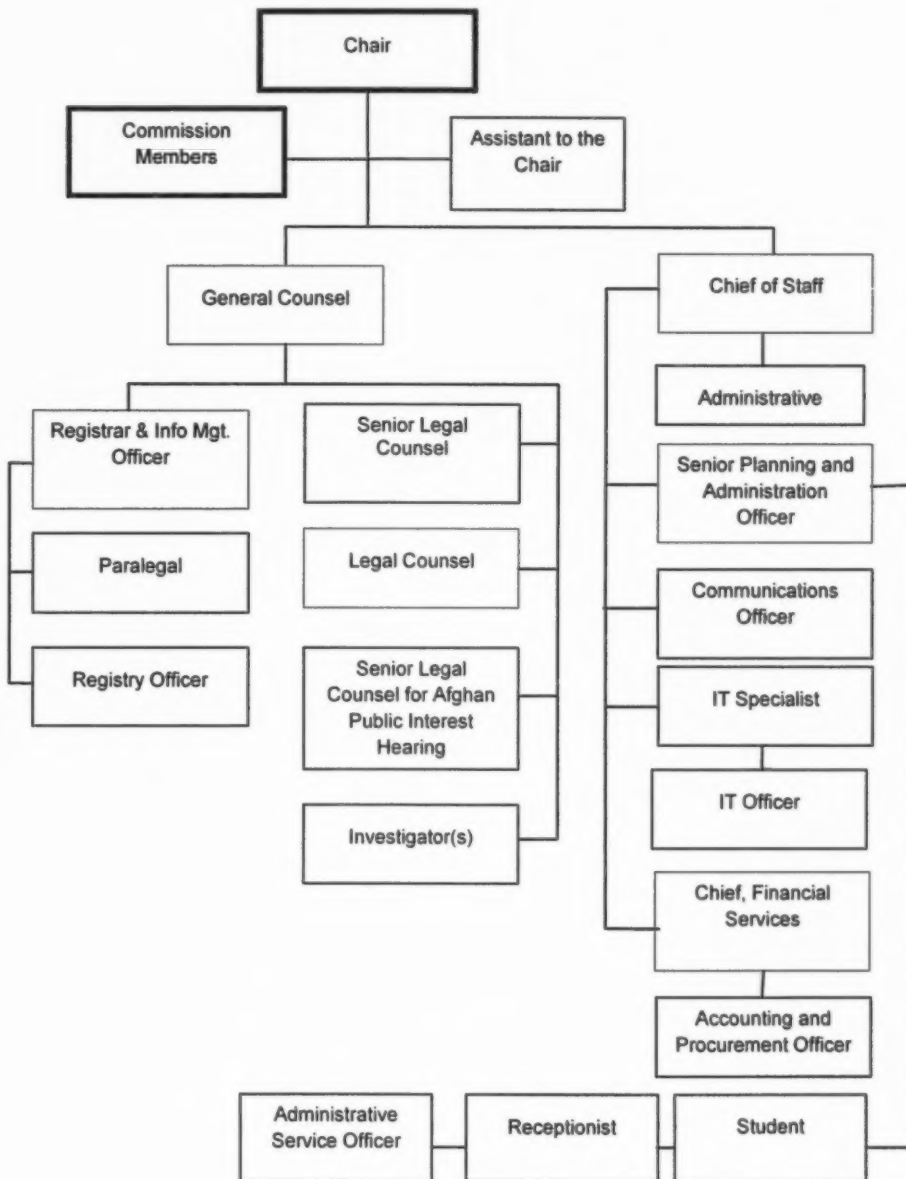 Chair
Commission
Members
Assistant to the
Chair
General Counsel
Chief of Staff
Administrative
Registrar & Info Mgt.
Officer
Senior Legal
Counsel
Senior Planning and
Administration
Officer
Paralegal
Legal Counsel
Communications
Officer
Registry Officer
Senior Legal
Counsel for Afghan
Public Interest
Hearing
IT Specialist
IT Officer
Investigator(s)
Chief, Financial
Services
Accounting and
Procurement Officer
Administrative
Service Officer
Receptionist
Student